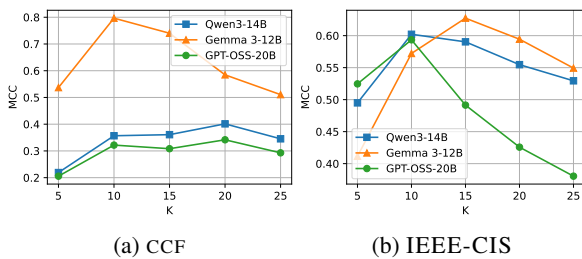 0.8
0.7
0.6
0.5
0.4
0.3
0.2
MCC
5
10
15
20
25
K
Qwen3-14B
Gemma 3-12B
GPT-OSS-20B
(a) CCF
0.60
0.55
0.50
0.45
0.40
MCC
5
10
15
20
25
K
Qwen3-14B
Gemma 3-12B
GPT-OSS-20B
(b) IEEE-CIS